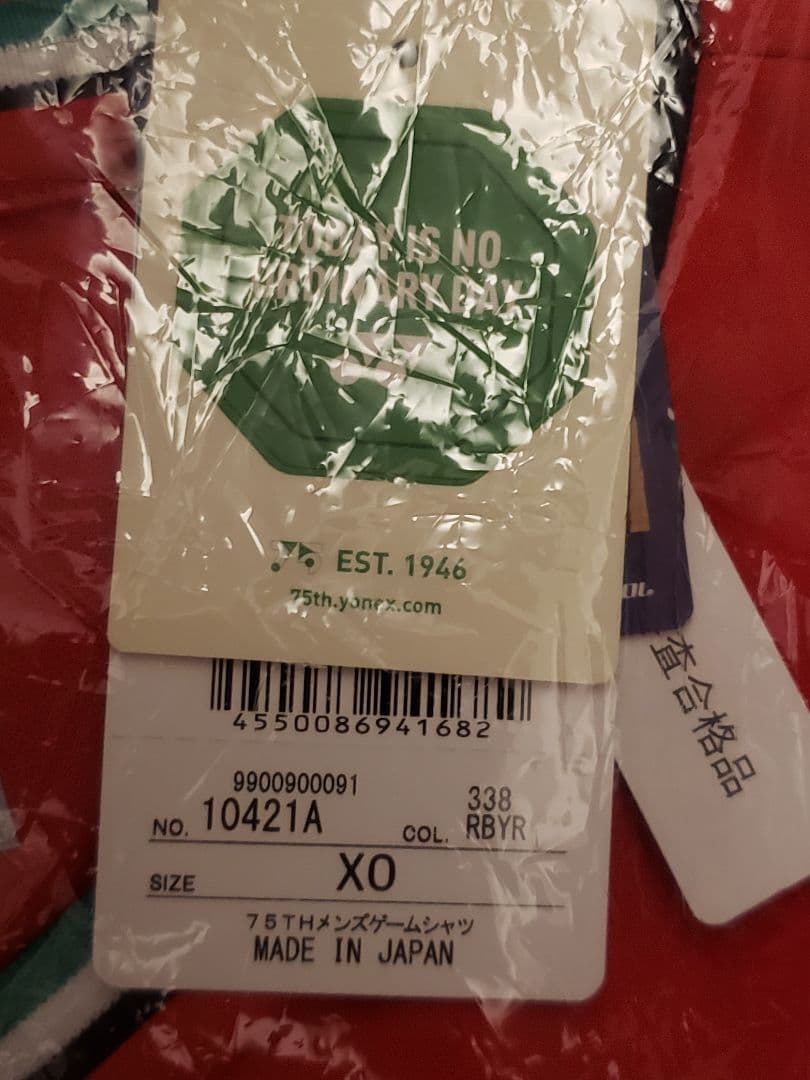 TODAY IS NO
ORDINARY DAY
EST. 1946
75th.yonex.com
4550086941682
9900900091
338
NO. 10421A
COL. RBYR
SIZE XO
75THメンズゲームシャツ
MADE IN JAPAN
査合格品